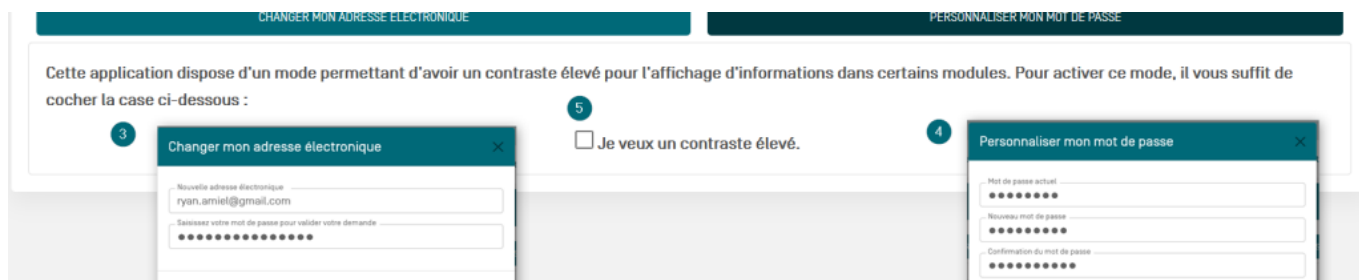 CHANGER MON ADRESSE ÉLECTRONIQUE
PERSONNALISER MON MOT DE PASSE
Cette application dispose d'un mode permettant d'avoir un contraste élevé pour l'affichage d'informations dans certains modules. Pour activer ce mode, il vous suffit de
cocher la case ci-dessous :
5
Je veux un contraste élevé.
3
Changer mon adresse électronique
Nouvelle adresse électronique
ryan.amiel@gmail.com
Saisissez votre mot de passe pour valider votre demande
4
Personnaliser mon mot de passe
Mot de passe actuel
Nouveau mot de passe
Confirmation du mot de passe